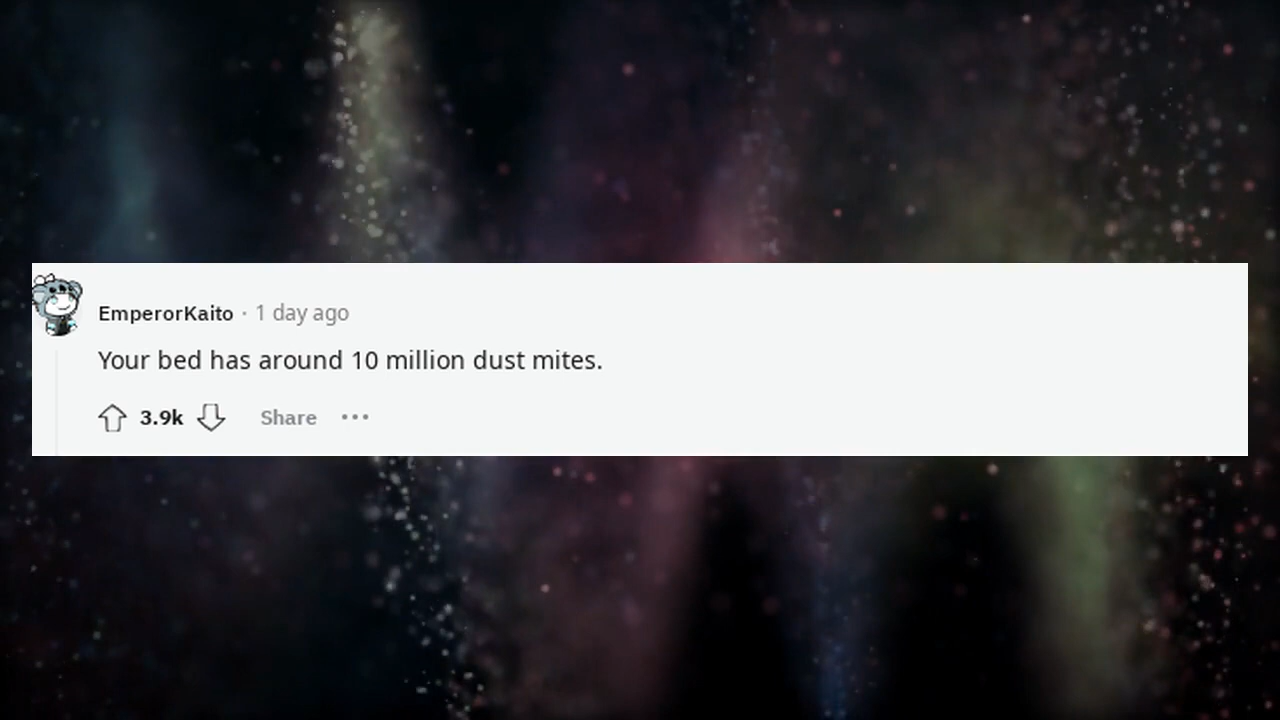 EmperorKaito · 1 day ago
Your bed has around 10 million dust mites.
3.9k Share •••